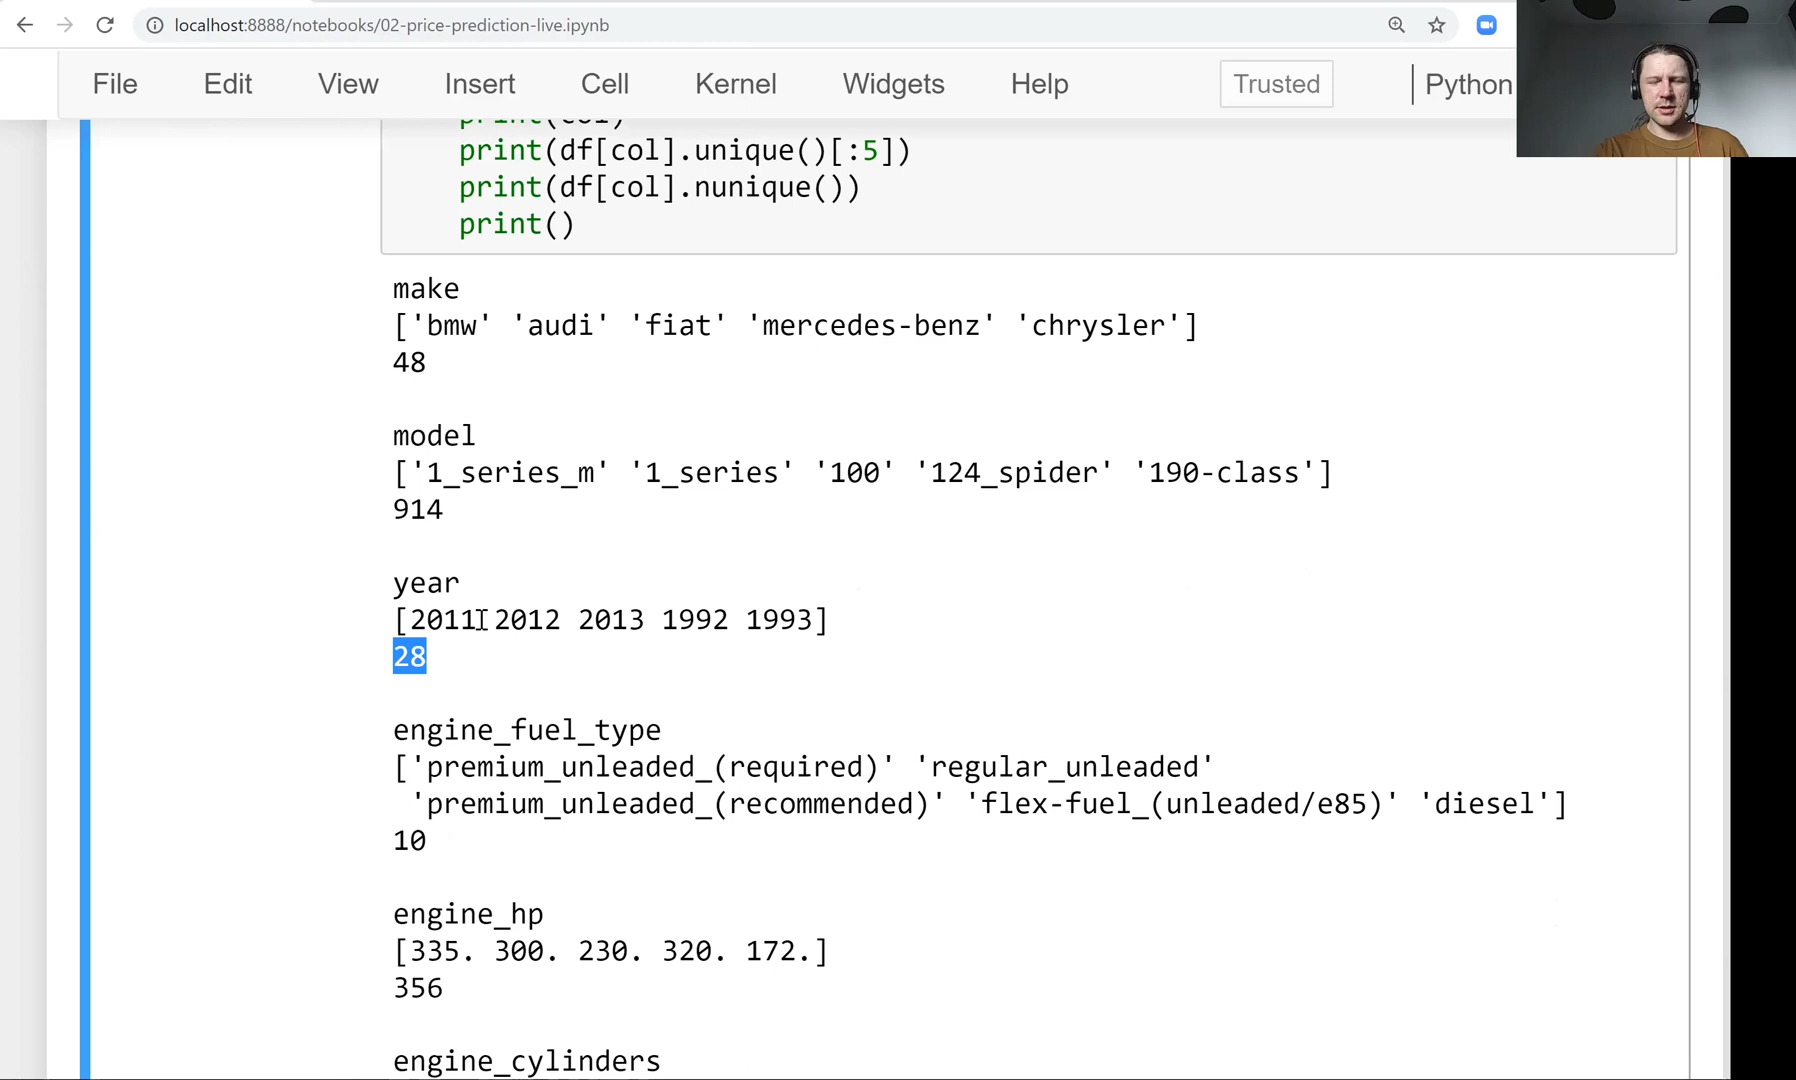 localhost:8888/notebooks/02-price-prediction-live.ipynb
File Edit View Insert Cell Kernel Widgets Help Trusted Python
print(col)
print(df[col].unique()[:5])
print(df[col].nunique())
print()
make
['bmw' 'audi' 'fiat' 'mercedes-benz' 'chrysler']
48
model
['1_series_m' '1_series' '100' '124_spider' '190-class']
914
year
[2011 2012 2013 1992 1993]
28
engine_fuel_type
['premium_unleaded_(required)' 'regular_unleaded'
'premium_unleaded_(recommended)' 'flex-fuel_(unleaded/e85)' 'diesel']
10
engine_hp
[335. 300. 230. 320. 172.]
356
engine_cylinders